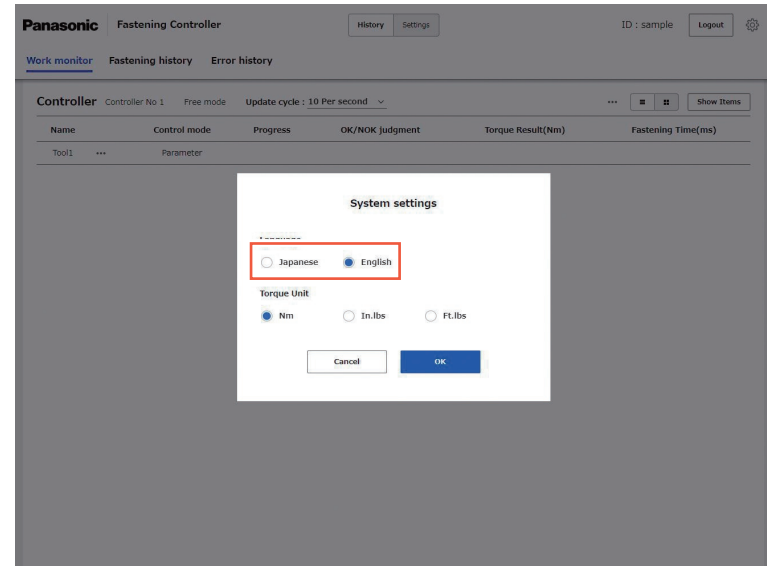 Panasonic Fastening Controller History Settings ID : sample Logout
Work monitor Fastening history Error history
Controller Controller No 1 Free mode Update cycle : 10 Per second ... Show Items
Name Control mode Progress OK/NOK judgment Torque Result(Nm) Fastening Time(ms)
Tool1 ... Parameter
System settings
Japanese English
Torque Unit
Nm In.lbs Ft.lbs
Cancel OK